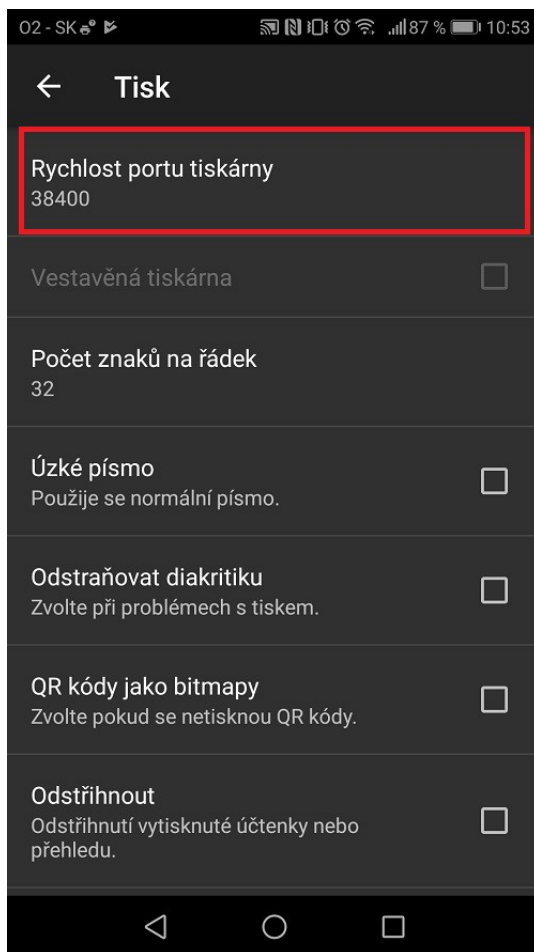 O2 - SK 87 % 10:53
Tisk
Rychlost portu tiskárny
38400
Vestavěná tiskárna
Počet znaků na řádek
32
Úzké písmo
Použije se normální písmo.
Odstraňovat diakritiku
Zvolte při problémech s tiskem.
QR kódy jako bitmapy
Zvolte pokud se netisknou QR kódy.
Odstřihnout
Odstřihnutí vytisknuté účtenky nebo
přehledu.